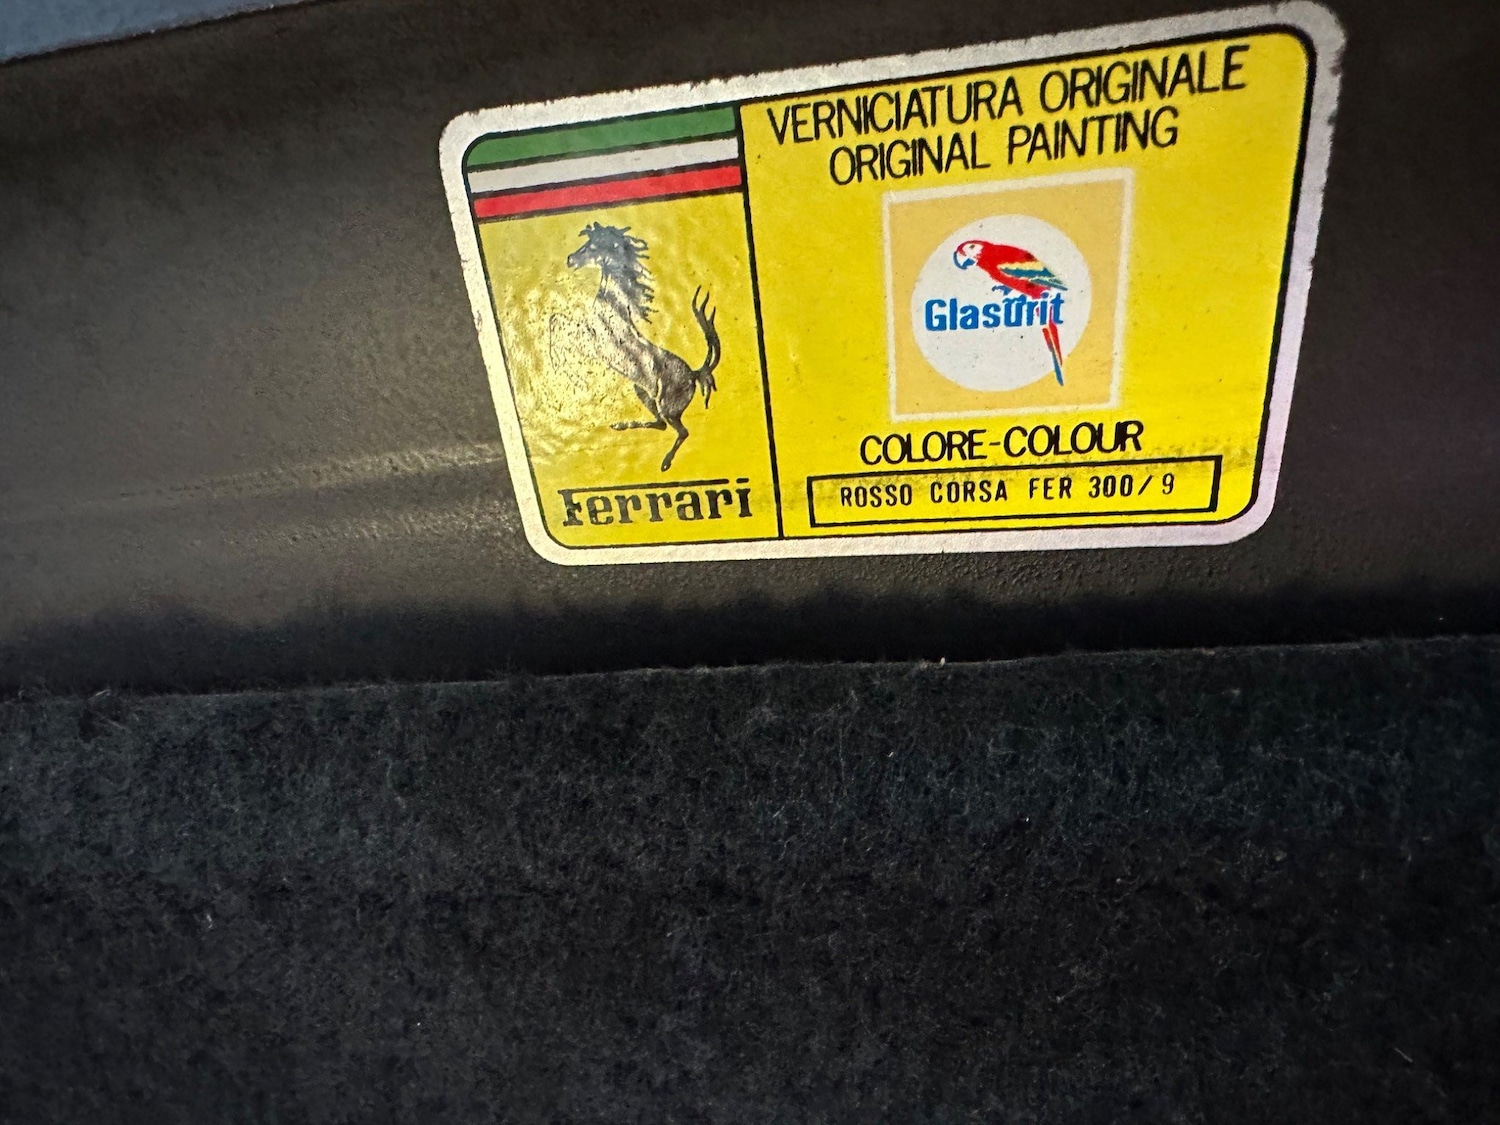 VERNICIATURA ORIGINALE
ORIGINAL PAINTING
Glasurit
COLORE-COLOUR
ROSSO CORSA FER 300/9
Ferrari